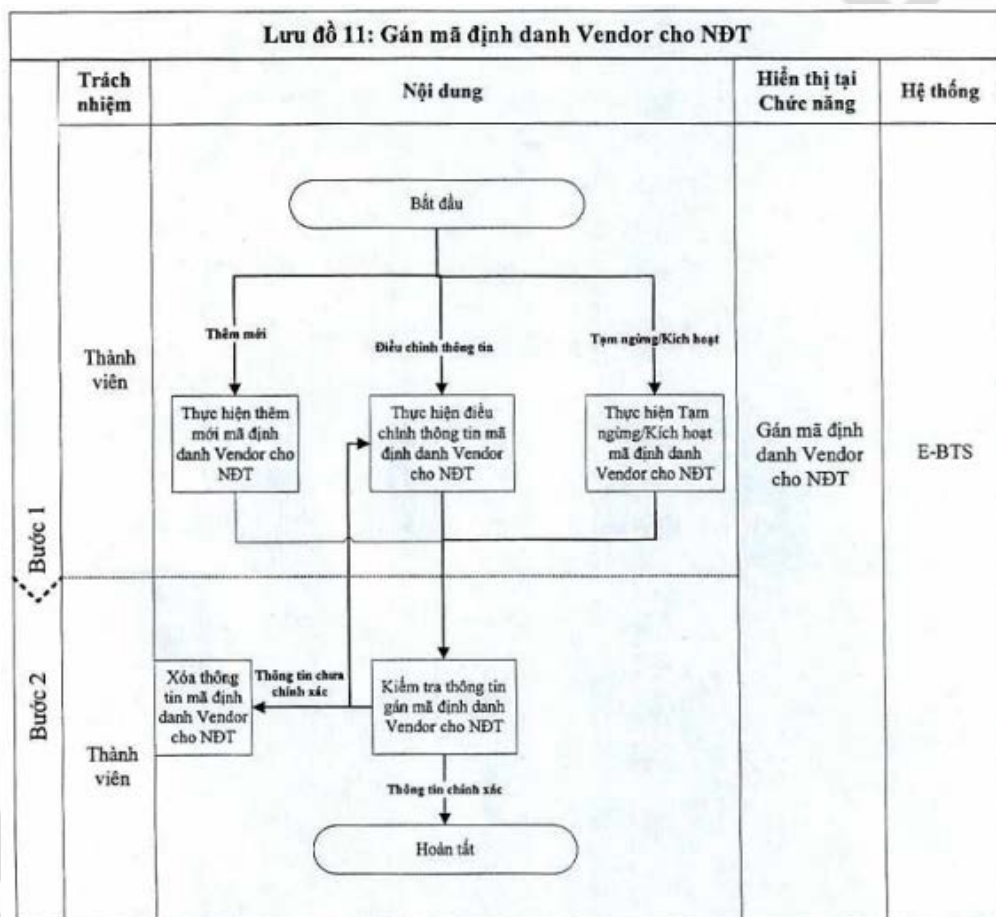 Lưu đồ 11: Gán mã định danh Vendor cho NĐT
Trách
nhiệm
Nội dung
Hiển thị tại
Chức năng
Hệ thống
Bắt đầu
Thêm mới
Điều chỉnh thông tin
Tạm ngừng/Kích hoạt
Thành
viên
Thực hiện thêm
mới mã định
danh Vendor cho
NĐT
Thực hiện điều
chỉnh thông tin mã
định danh Vendor
cho NĐT
Thực hiện Tạm
ngừng/Kích hoạt
mã định danh
Vendor cho NĐT
Gán mã định
danh Vendor
cho NĐT
E-BTS
Bước 1
Bước 2
Thành
viên
Xóa thông
tin mã định
danh Vendor
cho NĐT
Thông tin chưa
chính xác
Kiểm tra thông tin
gán mã định danh
Vendor cho NĐT
Thông tin chính xác
Hoàn tất